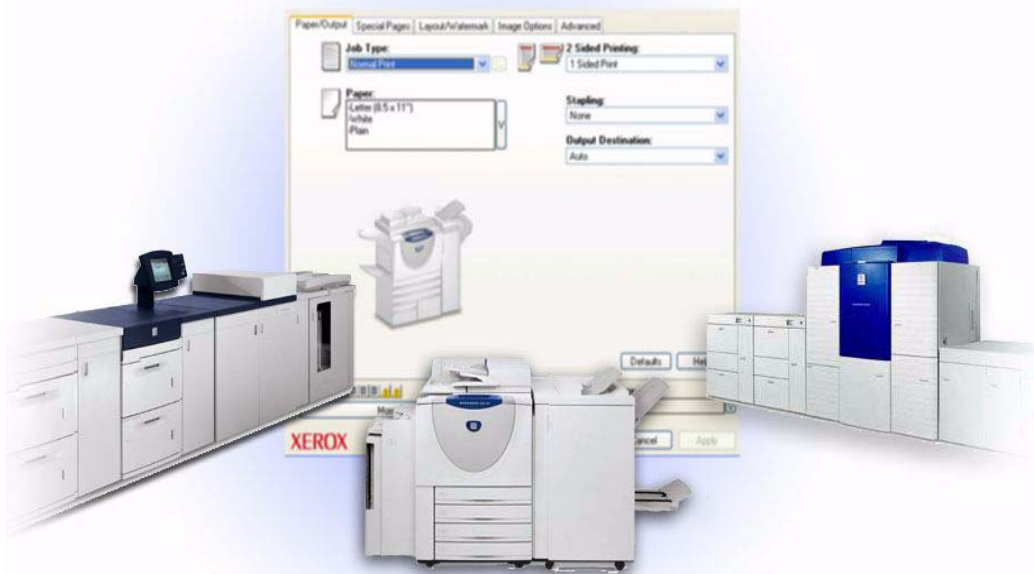 Paper/Output Special Pages Layout/Watermark Image Options Advanced
Job Type: 2 Sided Printing:
Normal Print 1 Sided Print
Paper:
-Letter (8.5 x 11")
-White
-Plain
Stapling:
None
Output Destination:
Auto
Defaults
XEROX Cancel Apply